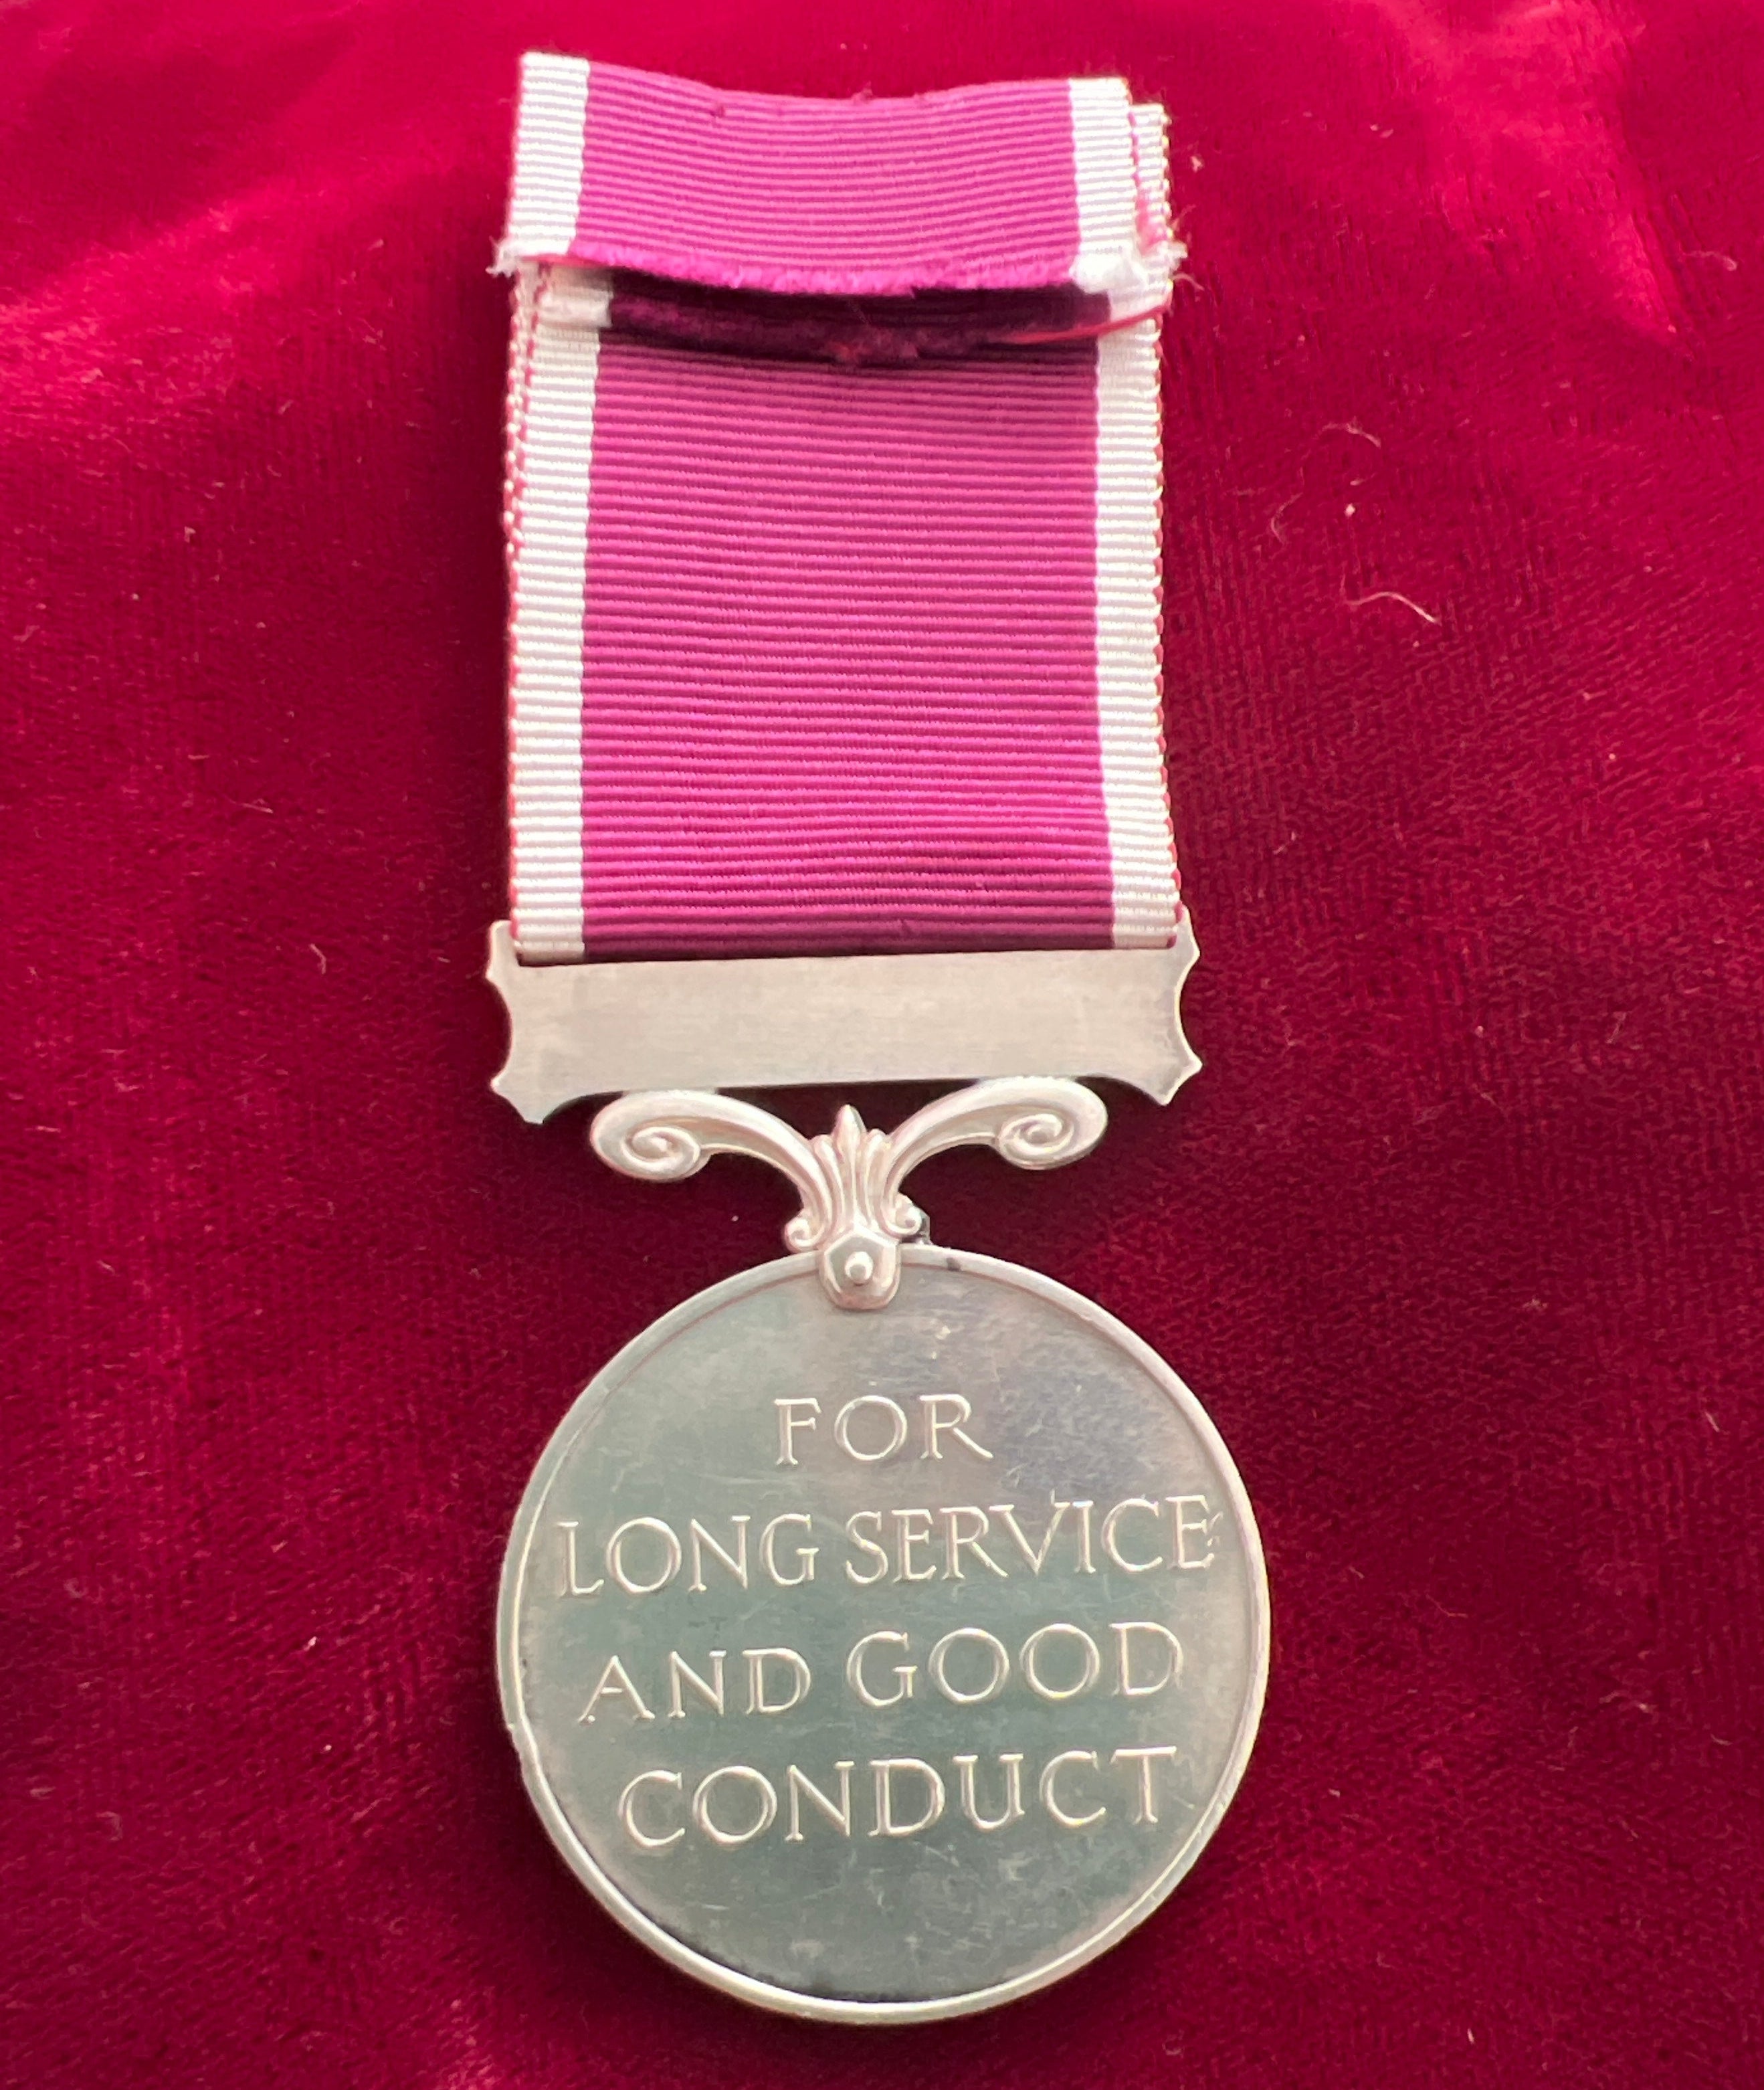 FOR
LONG SERVICE
AND GOOD
CONDUCT